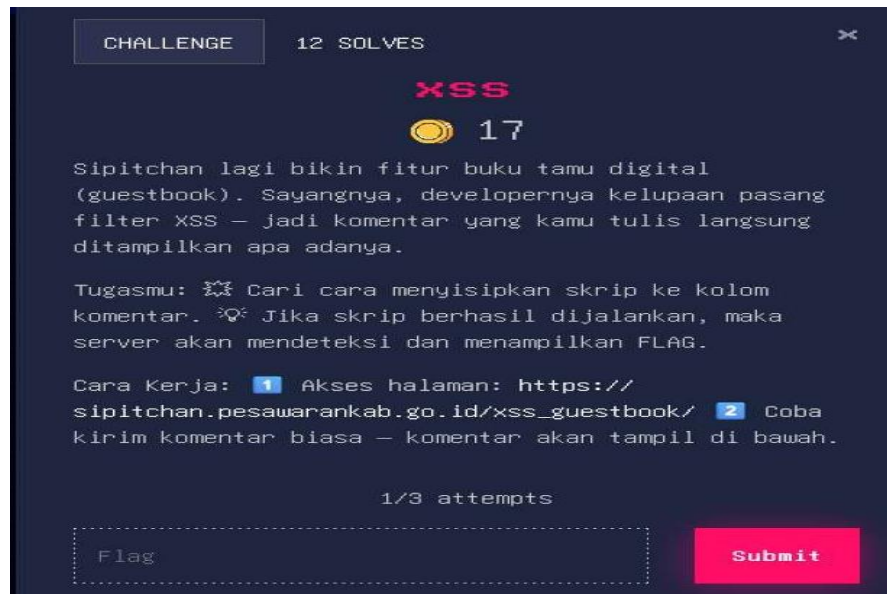 CHALLENGE 12 SOLVES
XSS
17
Sipitchan lagi bikin fitur buku tamu digital
(guestbook). Sayangnya, developernya kelupaan pasang
filter XSS — jadi komentar yang kamu tulis langsung
ditampilkan apa adanya.
Tugasmu: 💥 Cari cara menyisipkan skrip ke kolom
komentar. 💡 Jika skrip berhasil dijalankan, maka
server akan mendeteksi dan menampilkan FLAG.
Cara Kerja: 1️⃣ Akses halaman: https://
sipitchan.pesawarankab.go.id/xss_guestbook/ 2️⃣ Coba
kirim komentar biasa — komentar akan tampil di bawah.
1/3 attempts
Flag Submit